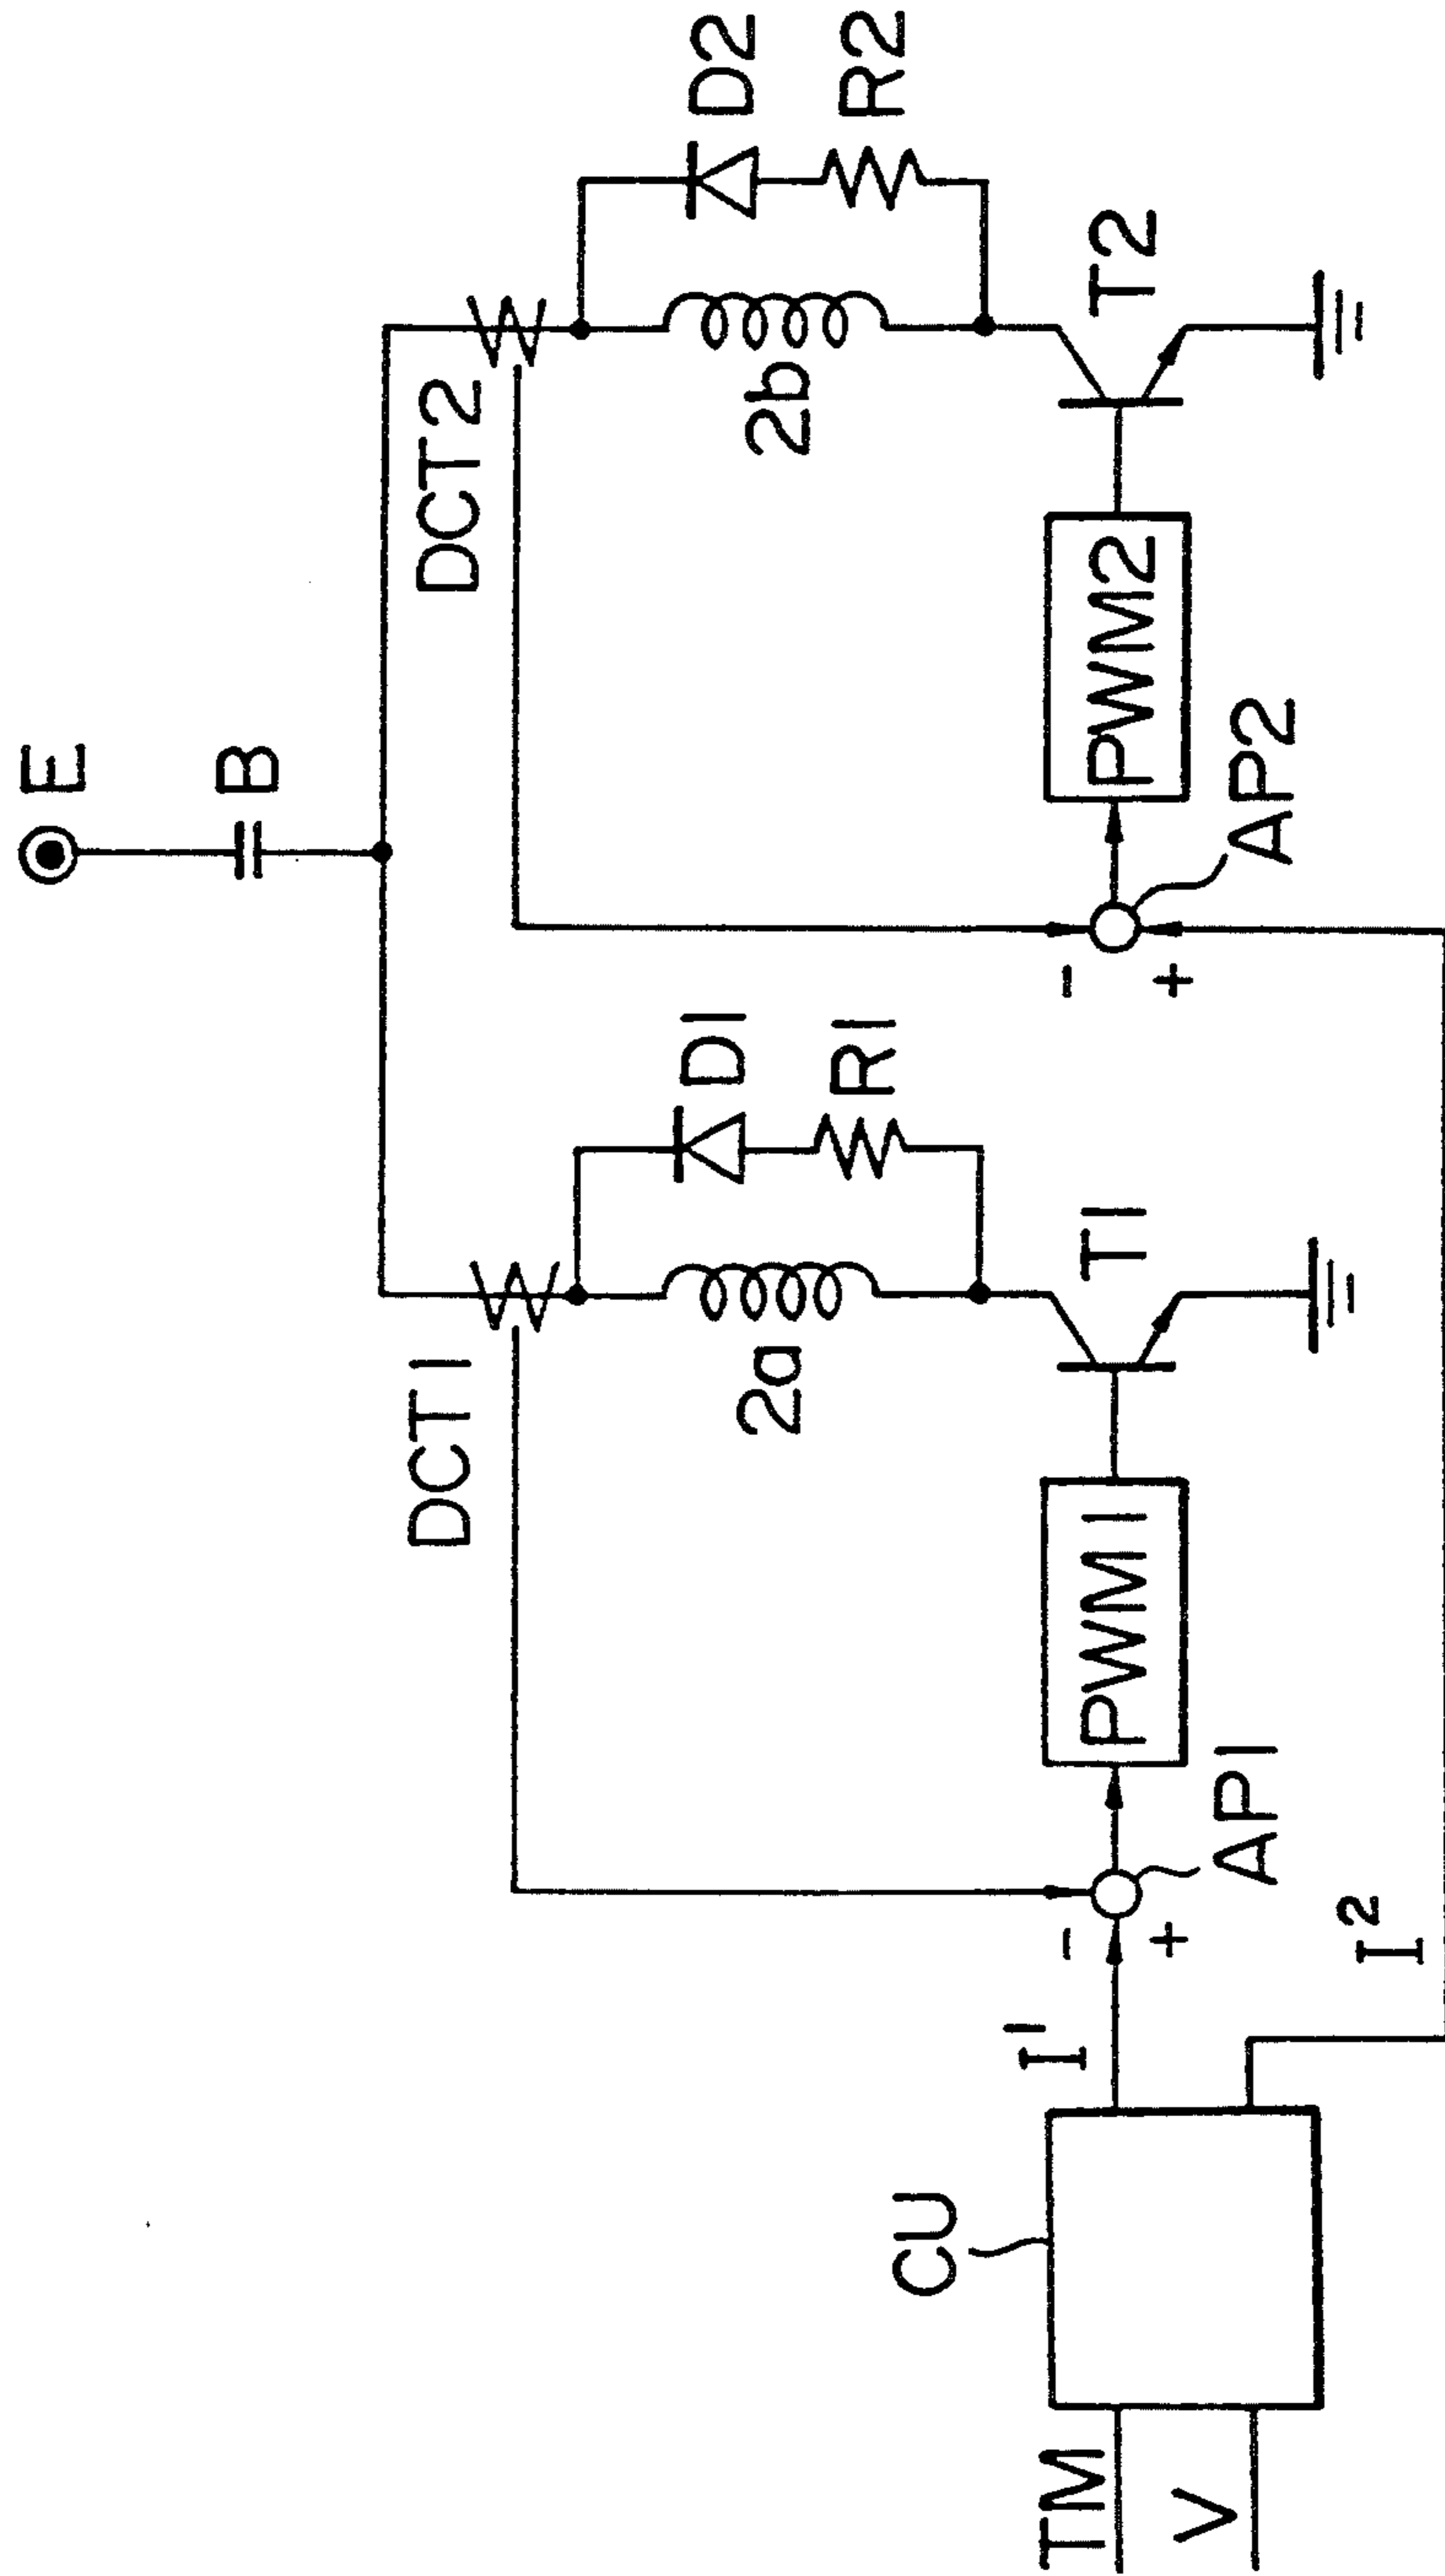 E
B
DCT1
D1
R1
2a
T1
DCT2
D2
R2
2b
T2
TM
V
CU
I¹
I²
- +
AP1
PWM1
- +
AP2
PWM2